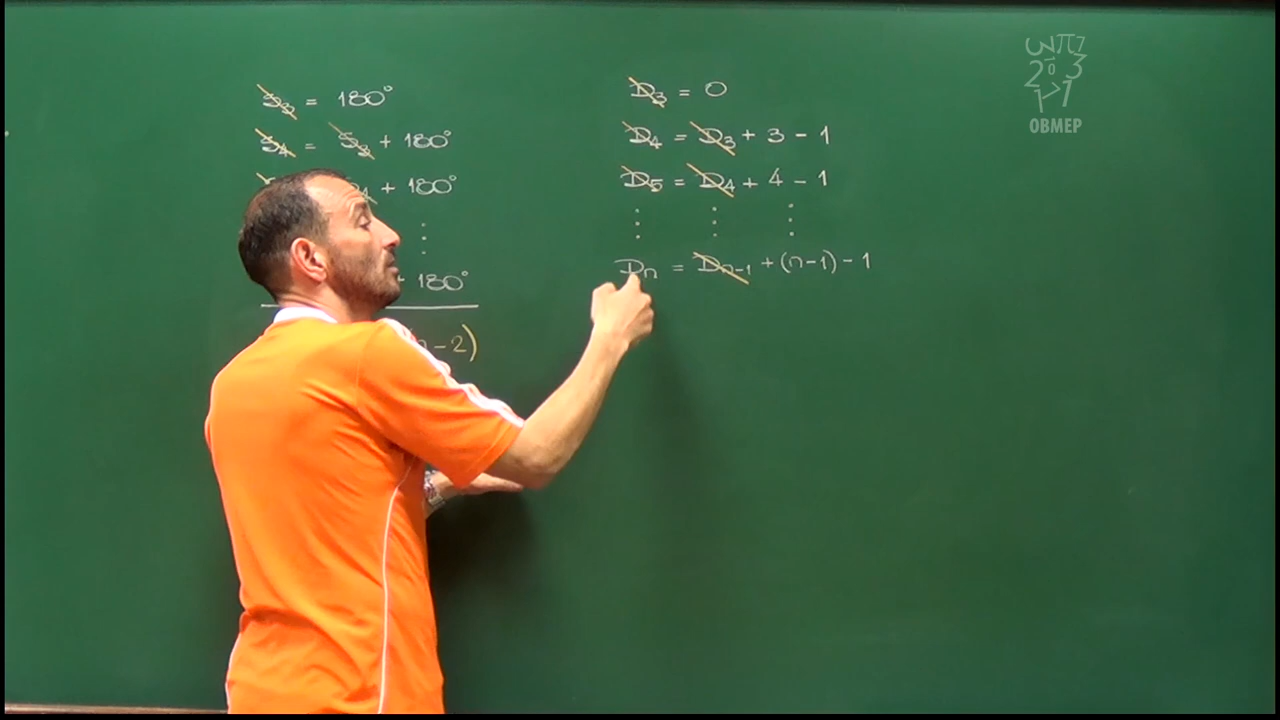 S₃ = 180°
S₄ = S₃ + 180°
+ 180°
⋮
+ 180°
n - 2)
D₃ = 0
D₄ = D₃ + 3 - 1
D₅ = D₄ + 4 - 1
⋮ ⋮ ⋮
Dₙ = Dₙ₋₁ + (n-1) - 1
OBMEP